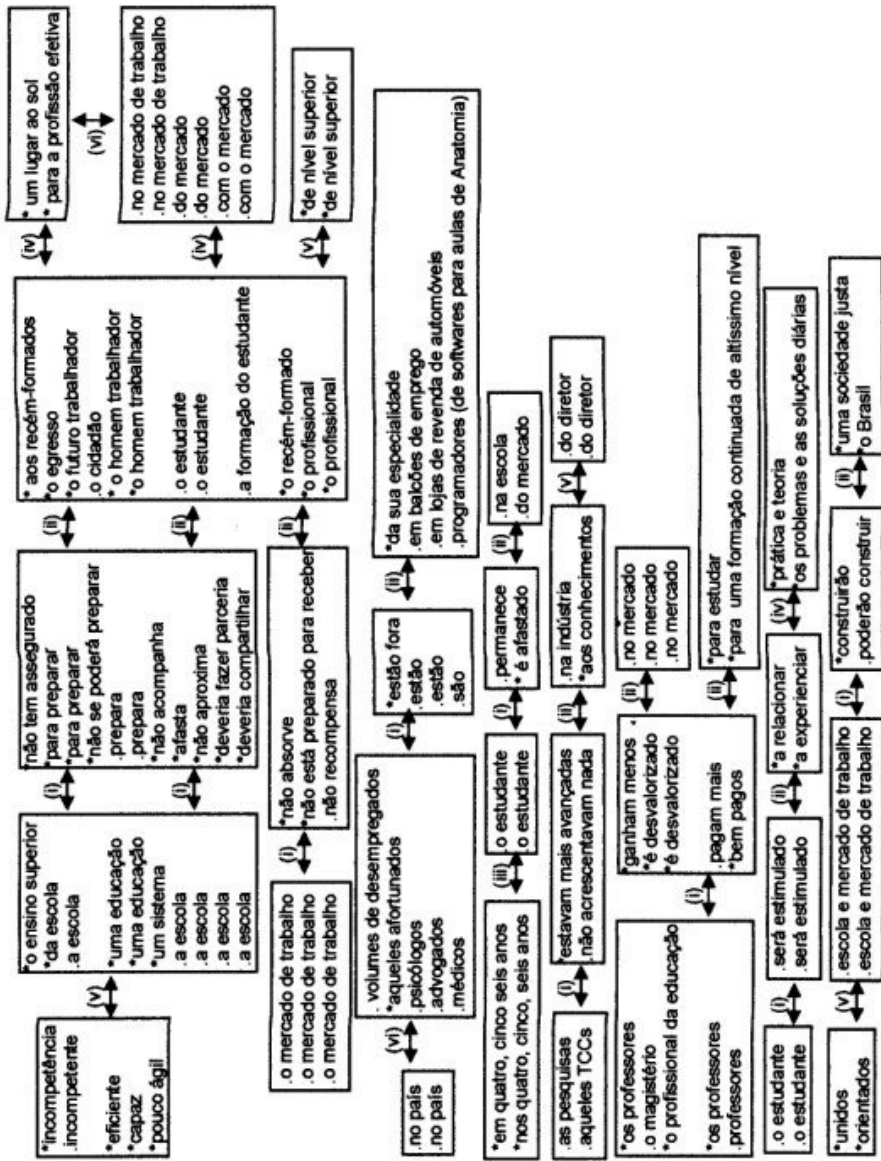 *incompetência
.incompetente
*eficiente
*capaz
*pouco ágil
(v)
*o ensino superior
*da escola
.a escola
*uma educação
*uma educação
*um sistema
.a escola
.a escola
.a escola
.a escola
(i)
(i)
*não tem assegurado
*para preparar
*para preparar
*não se poderá preparar
.prepara
.prepara
*não acompanha
*afasta
*não aproxima
*deveria fazer parceria
*deveria compartilhar
(ii)
(ii)
*aos recém-formados
*o egresso
*o futuro trabalhador
.o cidadão
*o homem trabalhador
*o homem trabalhador
.o estudante
.o estudante
.a formação do estudante
*o recém-formado
*o profissional
*o profissional
(iv)
(iv)
(v)
*um lugar ao sol
*para a profissão efetiva
(vi)
.no mercado de trabalho
.no mercado de trabalho
.do mercado
.do mercado
.com o mercado
.com o mercado
*de nível superior
*de nível superior
.o mercado de trabalho
.o mercado de trabalho
.o mercado de trabalho
(i)
*não absorve
*não está preparado para receber
.não recompensa
(ii)
.no país
.no país
(vi)
.volumes de desempregados
*aqueles afortunados
.psicólogos
.advogados
.médicos
(i)
*estão fora
.estão
.estão
.são
(ii)
*da sua especialidade
.em balcões de emprego
.em lojas de revenda de automóveis
.programadores (de softwares para aulas de Anatomia)
*em quatro, cinco seis anos
*nos quatro, cinco, seis anos
(iii)
.o estudante
.o estudante
(i)
.permanece
*é afastado
(ii)
.na escola
.do mercado
.as pesquisas
.aqueles TCCs
(i)
*estavam mais avançadas
.não acrescentavam nada
(ii)
.na indústria
*aos conhecimentos
(v)
.do diretor
.do diretor
*os professores
.o magistério
*o profissional da educação
*os professores
.professores
(i)
*ganham menos
*é desvalorizado
*é desvalorizado
.pagam mais
*bem pagos
(ii)
(ii)
.no mercado
.no mercado
.no mercado
*para estudar
*para uma formação continuada de altíssimo nível
.o estudante
.o estudante
(i)
.será estimulado
.será estimulado
(ii)
*a relacionar
*a experienciar
(iv)
*prática e teoria
*os problemas e as soluções diárias
*unidos
*orientados
(v)
.escola e mercado de trabalho
.escola e mercado de trabalho
(i)
*construirão
.poderão construir
(ii)
*uma sociedade justa
*o Brasil